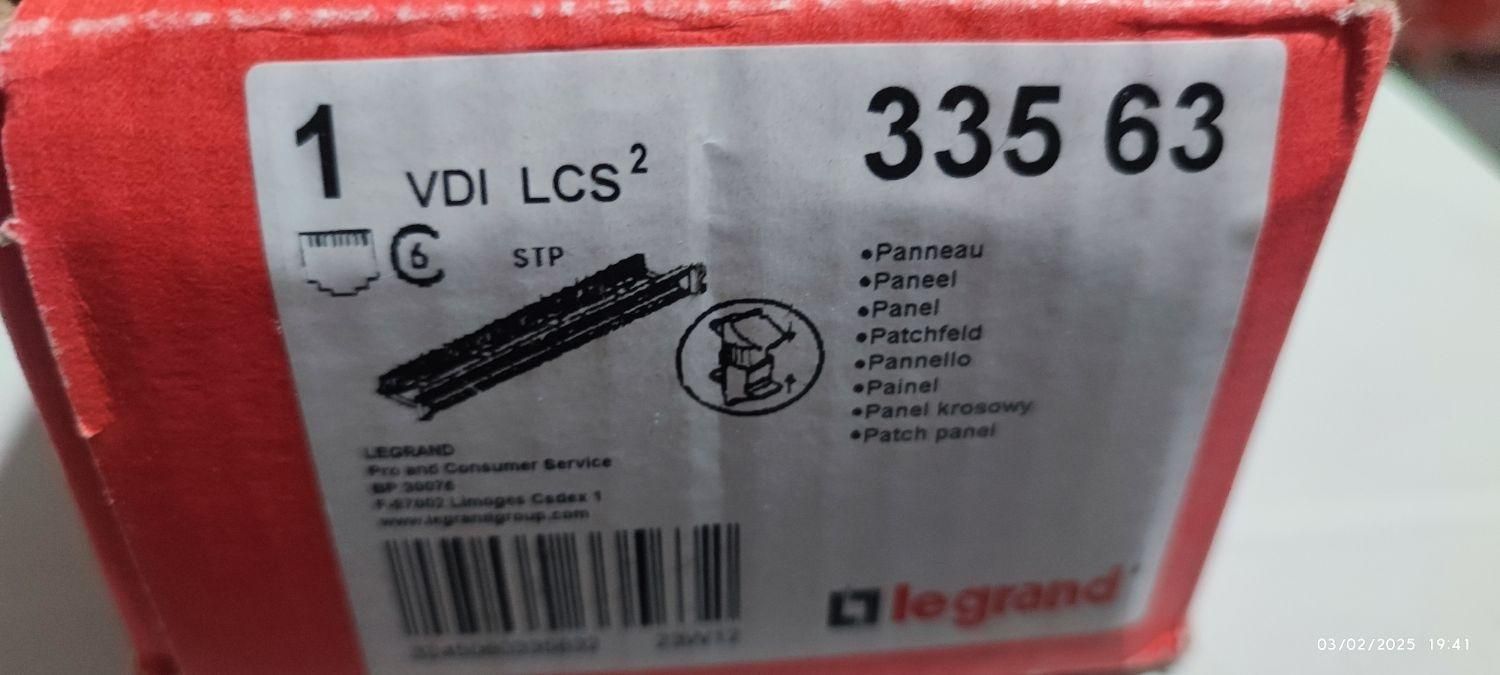 1
VDI LCS²
335 63
6
STP
•Panneau
•Paneel
•Panel
•Patchfeld
•Pannello
•Painel
•Panel krosowy
•Patch panel
LEGRAND
Pro and Consumer Service
BP 30076
Limoges Cedex 1
www.legrandgroup.com
23W12
legrand
03/02/2025 19:41